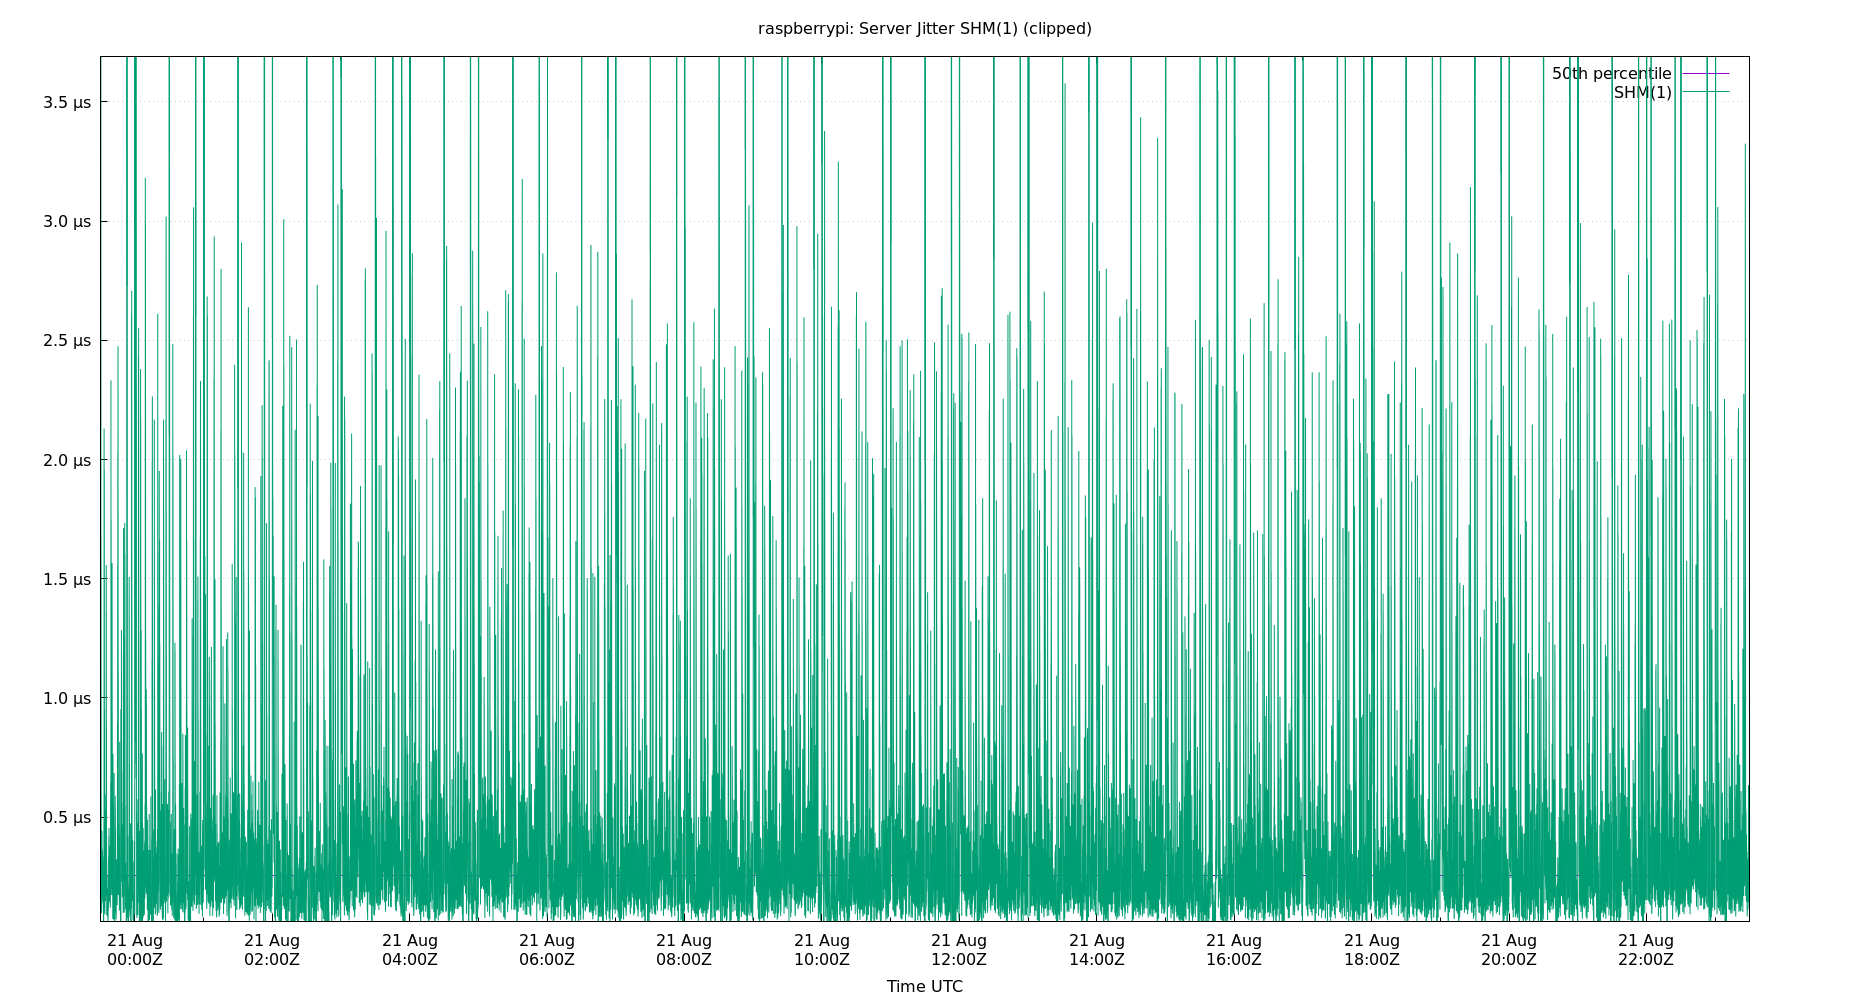 raspberrypi: Server Jitter SHM(1) (clipped)
50th percentile
SHM(1)
3.5 μs
3.0 μs
2.5 μs
2.0 μs
1.5 μs
1.0 μs
0.5 μs
21 Aug 21 Aug 21 Aug 21 Aug 21 Aug 21 Aug 21 Aug 21 Aug 21 Aug 21 Aug 21 Aug 21 Aug
00:00Z 02:00Z 04:00Z 06:00Z 08:00Z 10:00Z 12:00Z 14:00Z 16:00Z 18:00Z 20:00Z 22:00Z
Time UTC